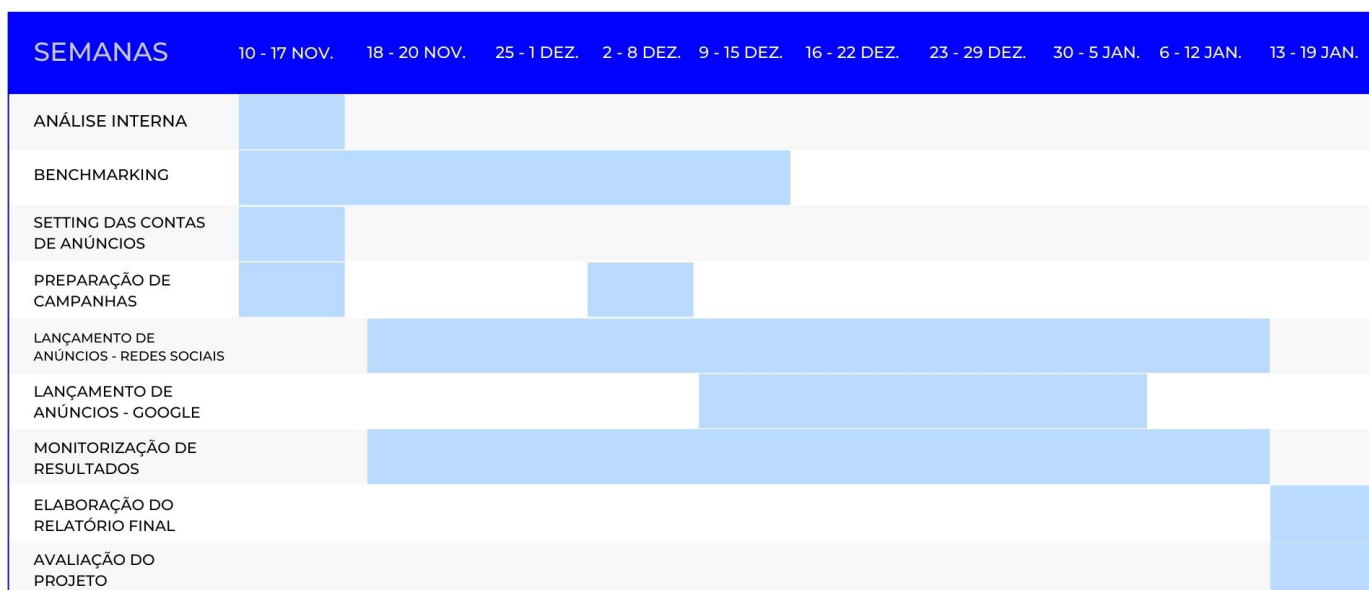 SEMANAS 10 - 17 NOV. 18 - 20 NOV. 25 - 1 DEZ. 2 - 8 DEZ. 9 - 15 DEZ. 16 - 22 DEZ. 23 - 29 DEZ. 30 - 5 JAN. 6 - 12 JAN. 13 - 19 JAN.
ANÁLISE INTERNA
BENCHMARKING
SETTING DAS CONTAS
DE ANÚNCIOS
PREPARAÇÃO DE
CAMPANHAS
LANÇAMENTO DE
ANÚNCIOS - REDES SOCIAIS
LANÇAMENTO DE
ANÚNCIOS - GOOGLE
MONITORIZAÇÃO DE
RESULTADOS
ELABORAÇÃO DO
RELATÓRIO FINAL
AVALIAÇÃO DO
PROJETO